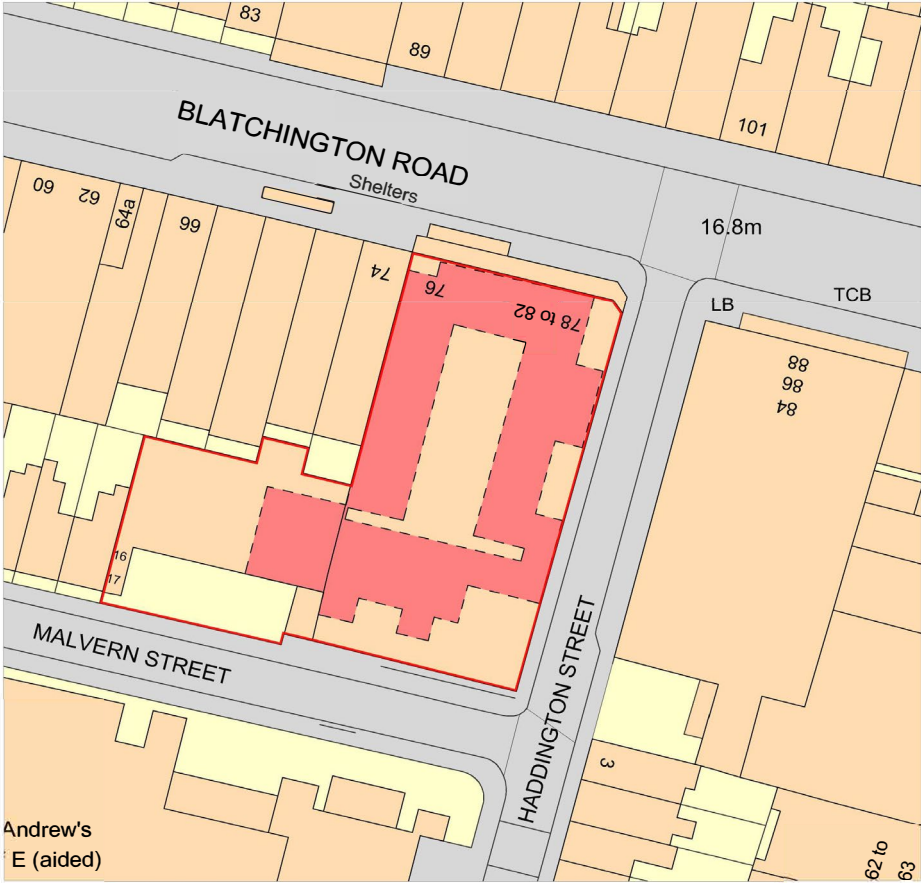 83
89
101
BLATCHINGTON ROAD
Shelters
16.8m
60
62
64a
66
74
76
78 to 82
LB
TCB
88
86
84
16
17
MALVERN STREET
HADDINGTON STREET
3
Andrew's
E (aided)
62 to
63